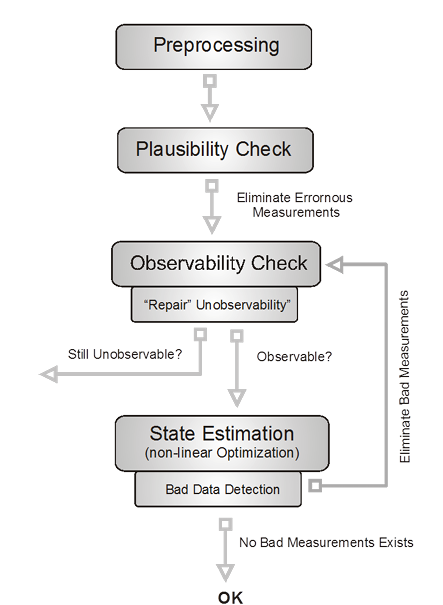 Preprocessing
Plausibility Check
Eliminate Errornous
Measurements
Observability Check
“Repair” Unobservability”
Still Unobservable?
Observable?
Eliminate Bad Measurements
State Estimation
(non-linear Optimization)
Bad Data Detection
No Bad Measurements Exists
OK